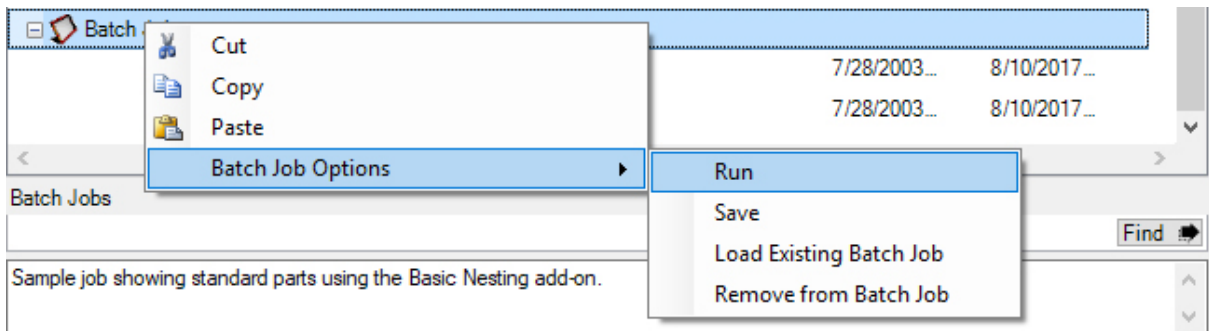 Batch
Cut
7/28/2003... 8/10/2017...
Copy
7/28/2003... 8/10/2017...
Paste
Batch Job Options
Run
Batch Jobs
Save
Find
Load Existing Batch Job
Sample job showing standard parts using the Basic Nesting add-on.
Remove from Batch Job